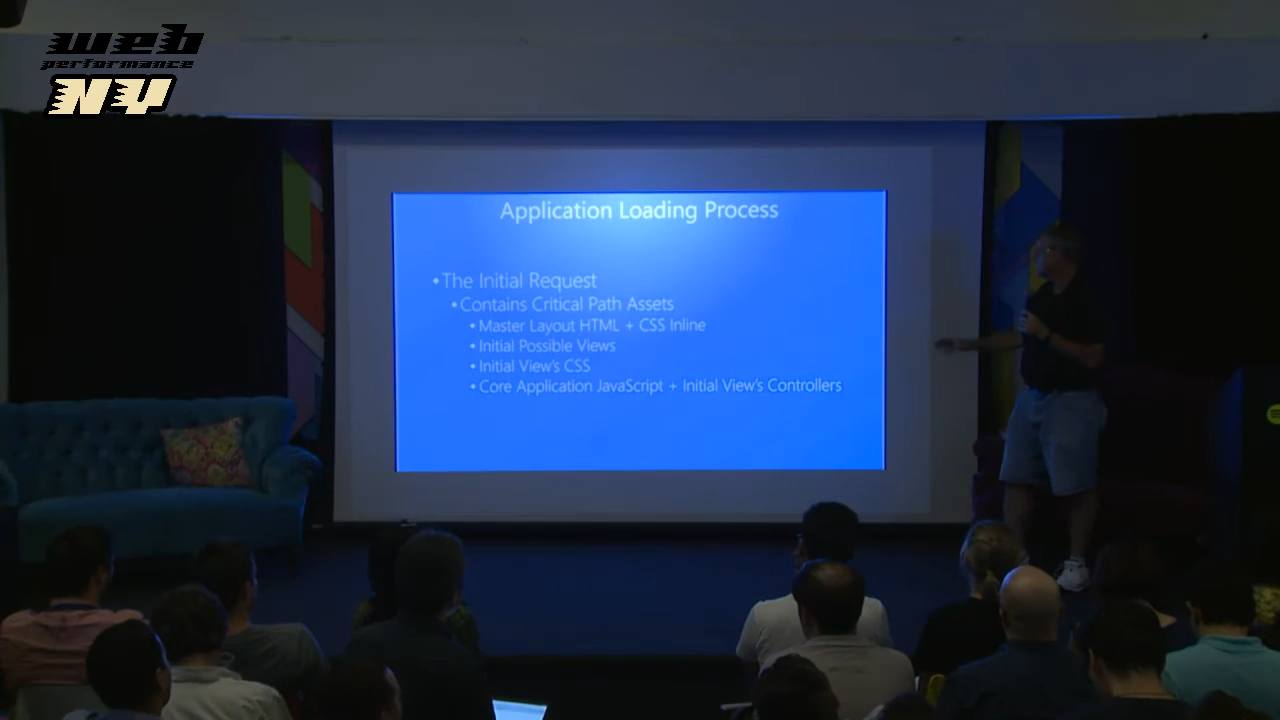 web
performance
NY
Application Loading Process
•The Initial Request
•Contains Critical Path Assets
•Master Layout HTML + CSS Inline
•Initial Possible Views
•Initial View's CSS
•Core Application JavaScript + Initial View's Controllers